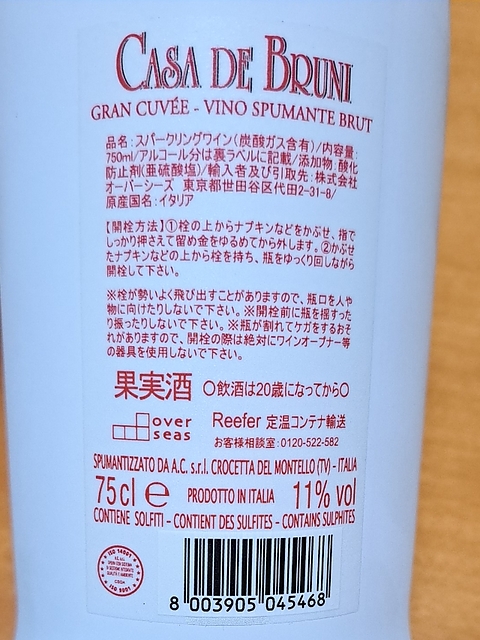 CASA DE BRUNI
GRAN CUVÉE - VINO SPUMANTE BRUT
品名:スパークリングワイン(炭酸ガス含有)/内容量:
750ml/アルコール分は裏ラベルに記載/添加物:酸化
防止剤(亜硫酸塩)/輸入者及び引取先:株式会社
オーバーシーズ 東京都世田谷区代田2-31-8/
原産国名:イタリア
【開栓方法】①栓の上からナプキンなどをかぶせ、指で
しっかり押さえて留め金をゆるめてから外します。②かぶせ
たナプキンなどの上から栓を持ち、瓶をゆっくり回しながら
開栓して下さい。
※栓が勢いよく飛び出すことがありますので、瓶口を人や
物に向けたりしないで下さい。※開栓前に瓶を揺すった
り振ったりしないで下さい。※瓶が割れてケガをするおそ
れがありますので、開栓の際は絶対にワインオープナー等
の器具を使用しないで下さい。
果実酒 〇飲酒は20歳になってから〇
over seas
Reefer 定温コンテナ輸送
お客様相談室:0120-522-582
SPUMANTIZZATO DA A.C. s.r.l. CROCETTA DEL MONTELLO (TV) - ITALIA
75cl e PRODOTTO IN ITALIA 11% vol
CONTIENE SOLFITI - CONTIENT DES SULFITES - CONTAINS SULPHITES
ISO 14001
ISO 9001
8 003905 045468